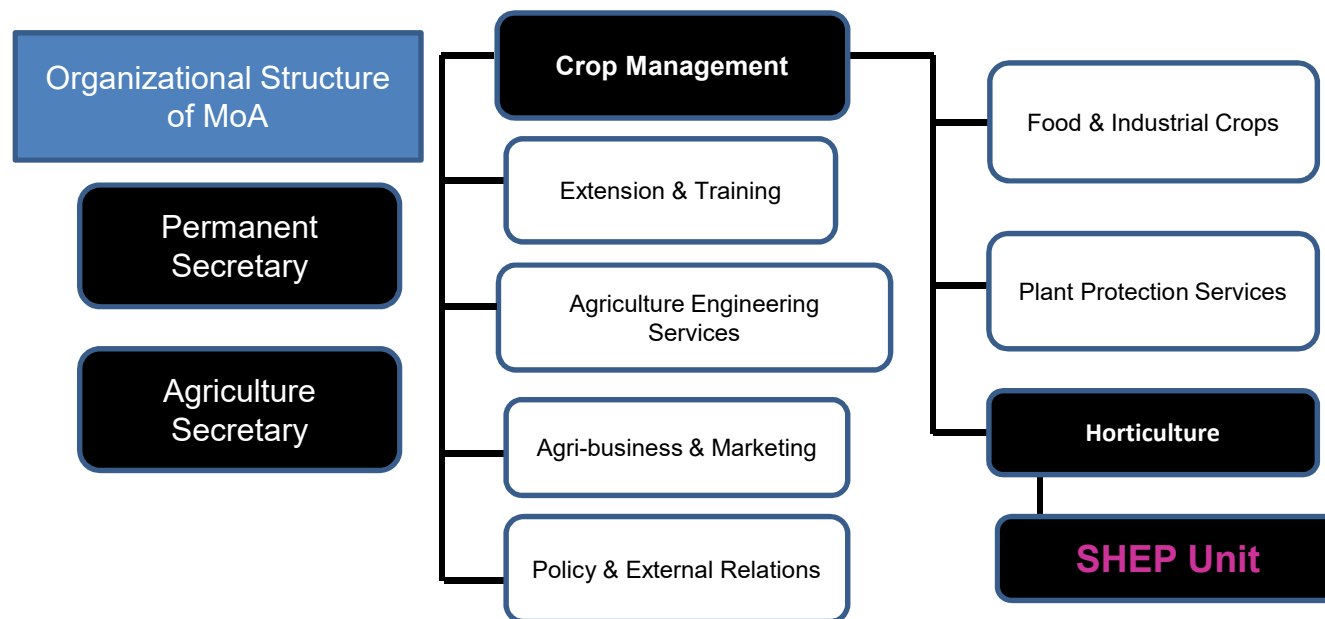 Organizational Structure
of MoA
Permanent
Secretary
Agriculture
Secretary
Crop Management
Extension & Training
Agriculture Engineering
Services
Agri-business & Marketing
Policy & External Relations
Food & Industrial Crops
Plant Protection Services
Horticulture
SHEP Unit